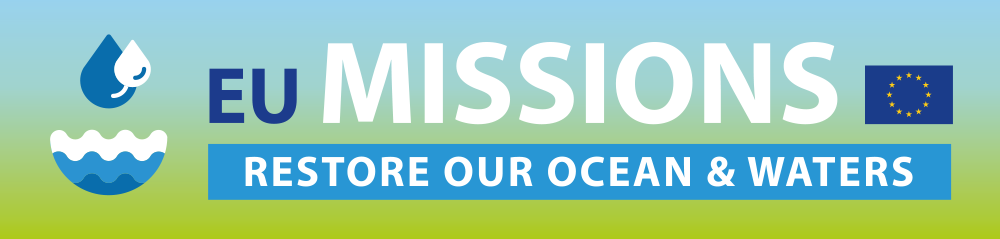 EU MISSIONS
RESTORE OUR OCEAN & WATERS